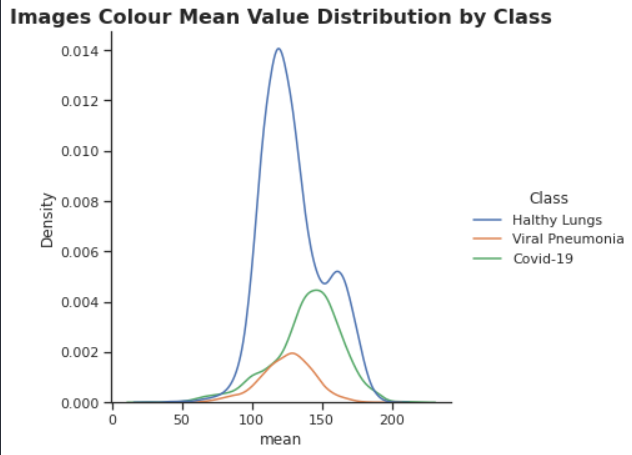 Images Colour Mean Value Distribution by Class
0.014
0.012
0.010
0.008
0.006
0.004
0.002
0.000
Density
0
50
100
150
200
mean
Class
Halthy Lungs
Viral Pneumonia
Covid-19